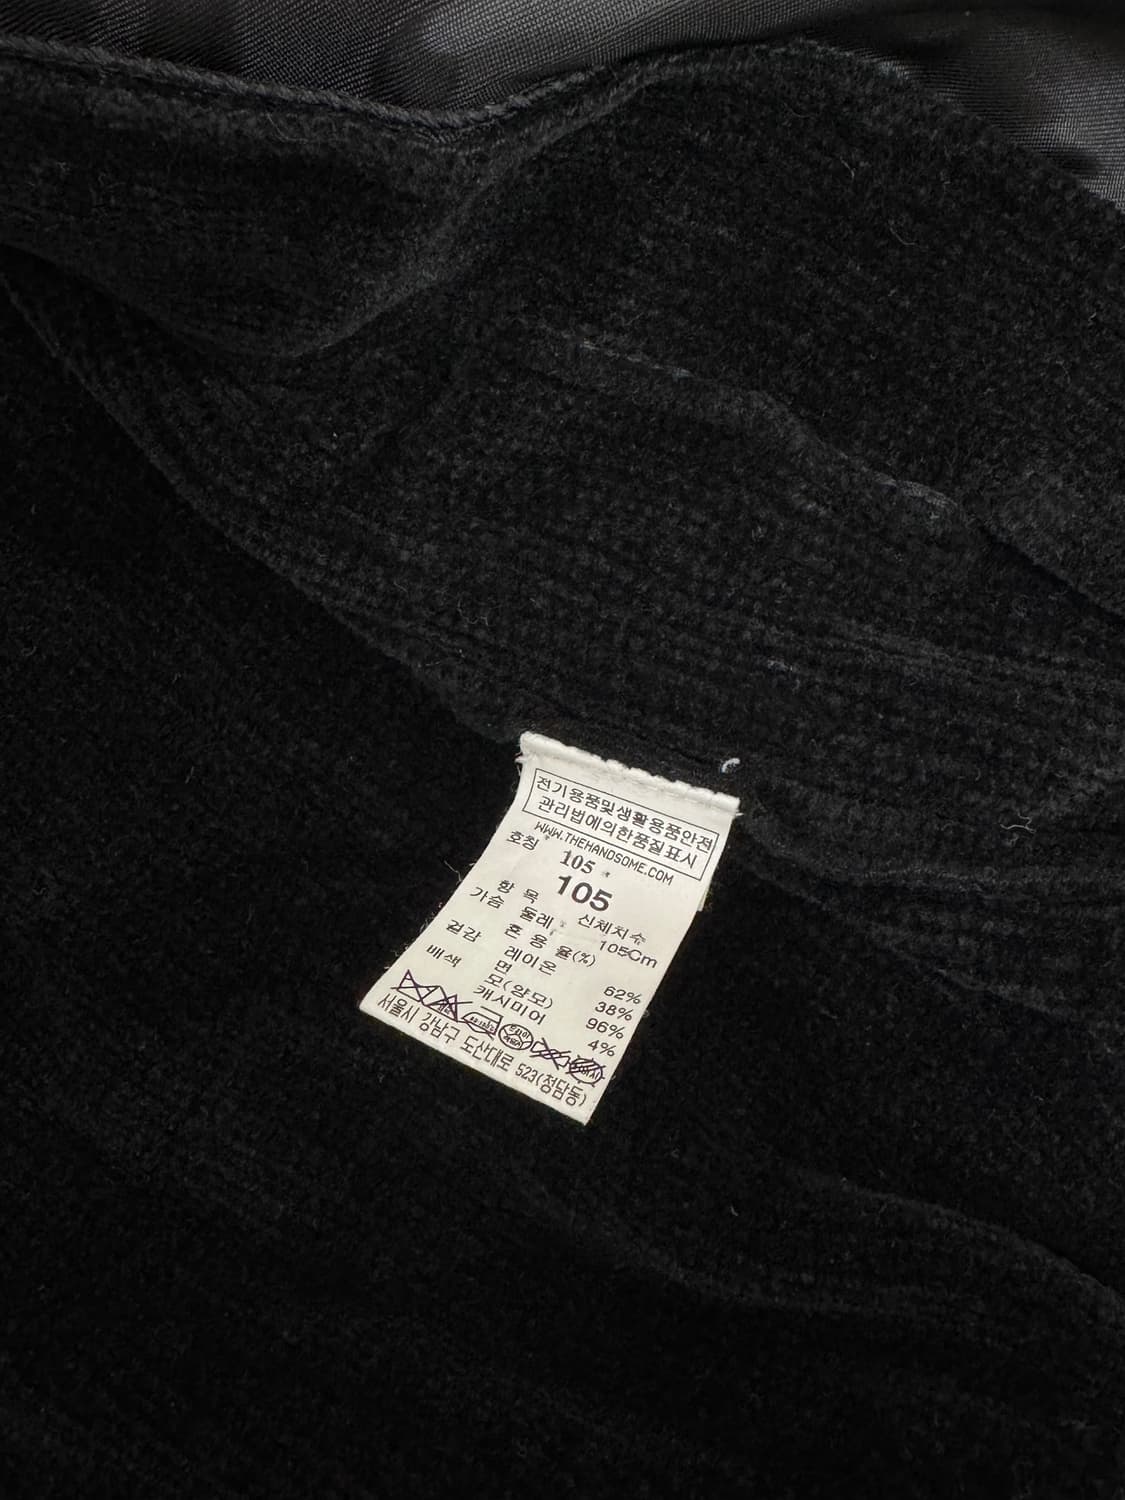 전기용품및생활용품안전
관리법에의한품질표시
WWW.THEHANDSOME.COM
호칭 105
105
항 목 신체치수
가슴 둘레 105Cm
혼 용 율(%)
겉감 레이온 62%
면 38%
배색 모(양모) 96%
캐시미어 4%
서울시 강남구 도산대로 523(청담동)